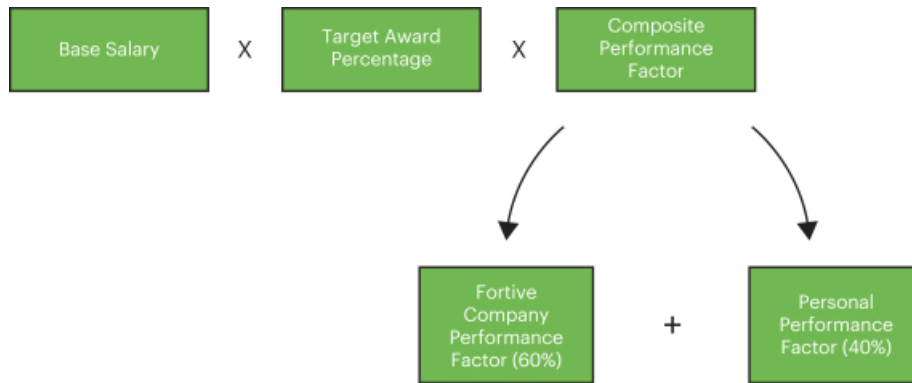 Base Salary
X
Target Award
Percentage
X
Composite
Performance
Factor
Fortive
Company
Performance
Factor (60%)
+
Personal
Performance
Factor (40%)